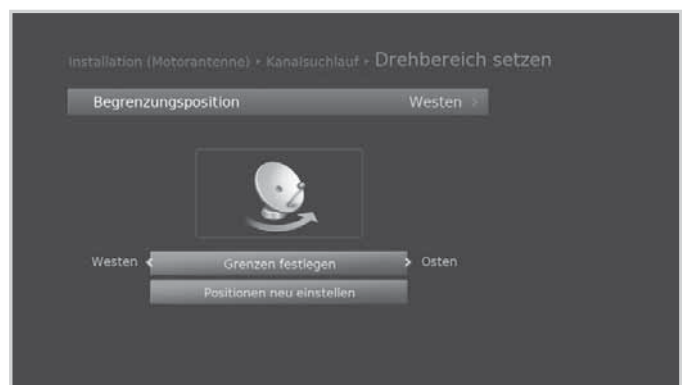 Installation (Motorantenne) • Kanalsuchlauf • Drehbereich setzen
Begrenzungsposition Westen
Westen Grenzen festlegen Osten
Positionen neu einstellen